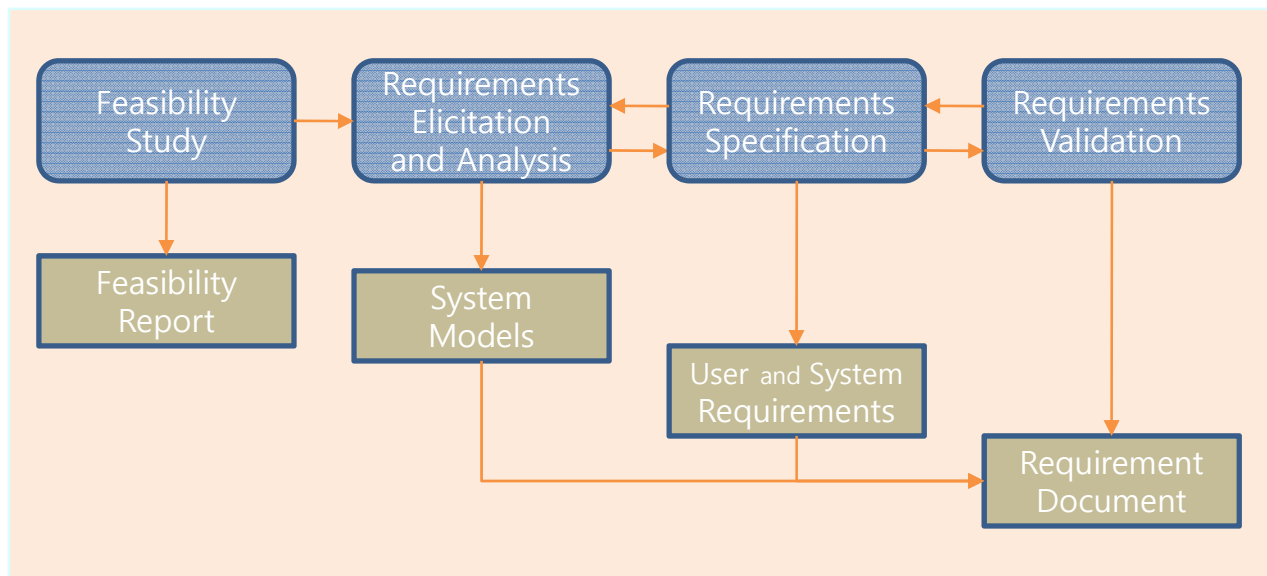 Feasibility
Study
Requirements
Elicitation
and Analysis
Requirements
Specification
Requirements
Validation
Feasibility
Report
System
Models
User and System
Requirements
Requirement
Document